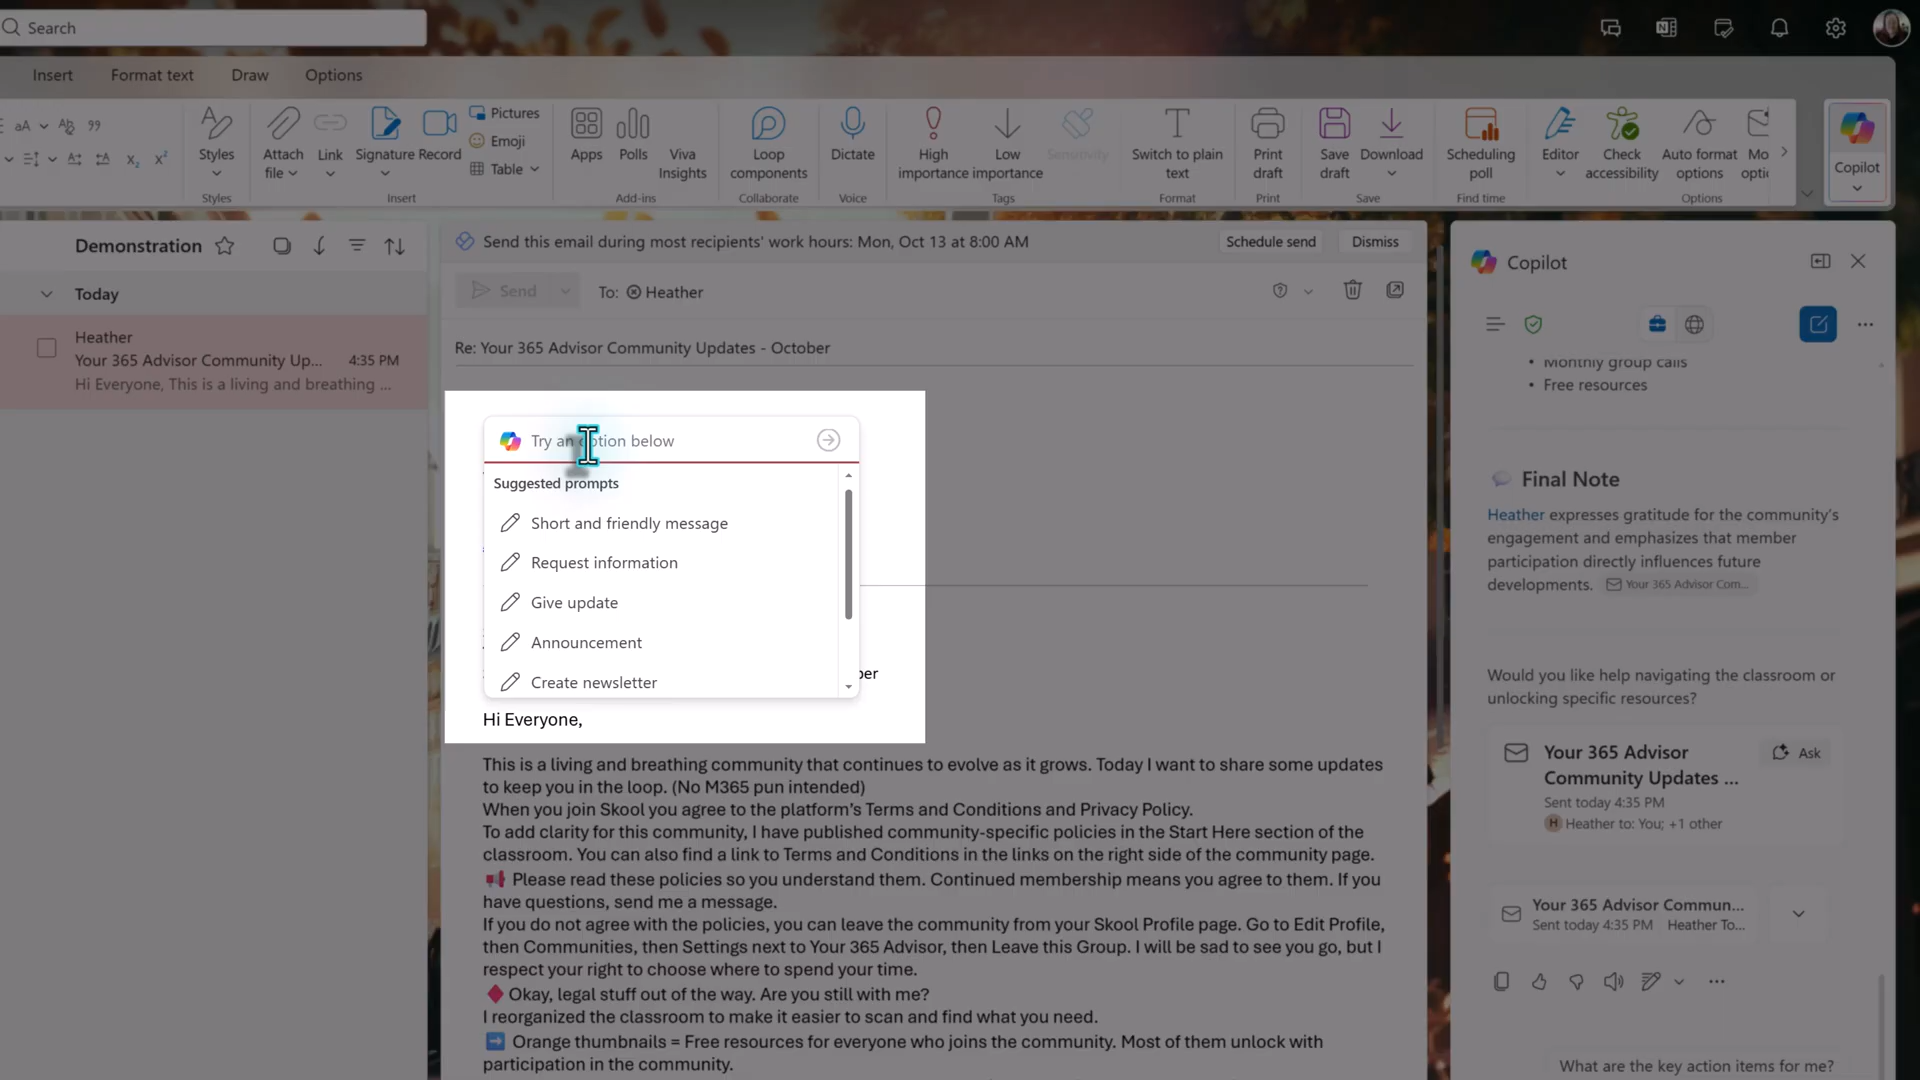 Search
Insert Format text Draw Options
Styles
Attach file
Link
Signature
Record
Pictures
Emoji
Table
Insert
Apps
Polls
Viva Insights
Add-ins
Loop components
Collaborate
Dictate
Voice
High importance
Low importance
Sensitivity
Tags
Switch to plain text
Format
Print draft
Print
Save draft
Download
Save
Scheduling poll
Find time
Editor
Check accessibility
Auto format options
Options
Copilot
Styles
Demonstration
Today
Heather
Your 365 Advisor Community Up... 4:35 PM
Hi Everyone, This is a living and breathing ...
Send this email during most recipients' work hours: Mon, Oct 13 at 8:00 AM
Schedule send
Dismiss
Send
To: Heather
Re: Your 365 Advisor Community Updates - October
Try an option below
Suggested prompts
Short and friendly message
Request information
Give update
Announcement
Create newsletter
Hi Everyone,
This is a living and breathing community that continues to evolve as it grows. Today I want to share some updates
to keep you in the loop. (No M365 pun intended)
When you join Skool you agree to the platform's Terms and Conditions and Privacy Policy.
To add clarity for this community, I have published community-specific policies in the Start Here section of the
classroom. You can also find a link to Terms and Conditions in the links on the right side of the community page.
📢 Please read these policies so you understand them. Continued membership means you agree to them. If you
have questions, send me a message.
If you do not agree with the policies, you can leave the community from your Skool Profile page. Go to Edit Profile,
then Communities, then Settings next to Your 365 Advisor, then Leave this Group. I will be sad to see you go, but I
respect your right to choose where to spend your time.
♦️ Okay, legal stuff out of the way. Are you still with me?
I reorganized the classroom to make it easier to scan and find what you need.
➡️ Orange thumbnails = Free resources for everyone who joins the community. Most of them unlock with
participation in the community.
Copilot
• Monthly group calls
• Free resources
Final Note
Heather expresses gratitude for the community's
engagement and emphasizes that member
participation directly influences future
developments. Your 365 Advisor Com...
Would you like help navigating the classroom or
unlocking specific resources?
Your 365 Advisor
Community Updates ...
Ask
Sent today 4:35 PM
H Heather to: You; +1 other
Your 365 Advisor Commun...
Sent today 4:35 PM Heather To...
What are the key action items for me?